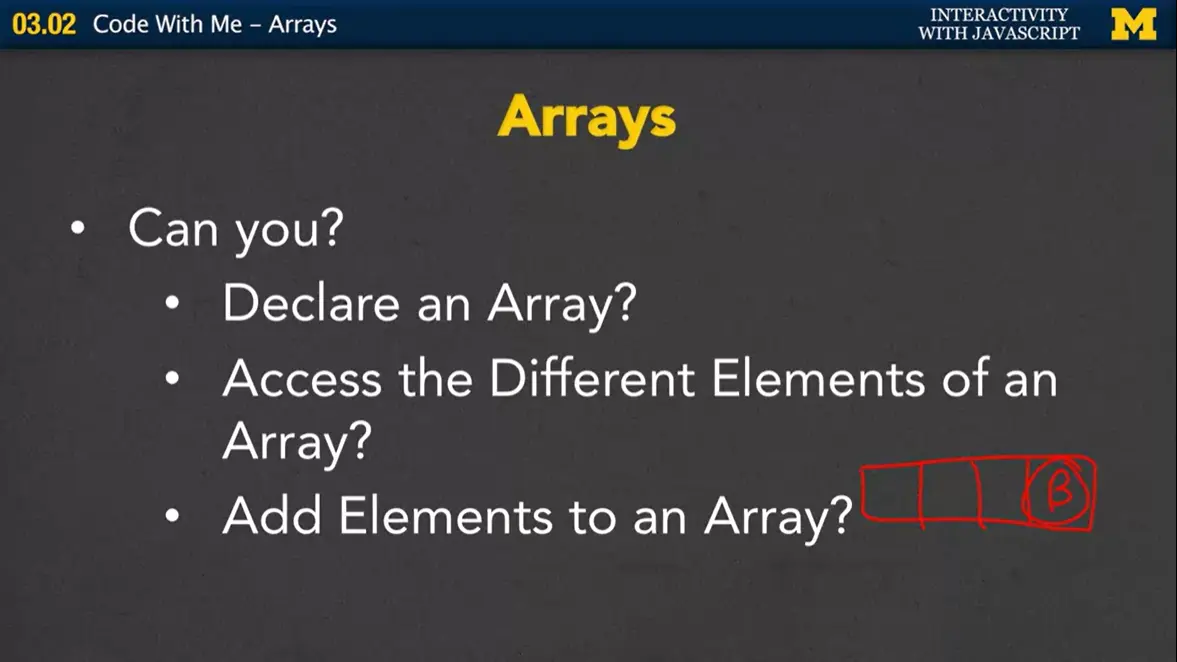 03.02 Code With Me – Arrays
INTERACTIVITY
WITH JAVASCRIPT
M
Arrays
• Can you?
• Declare an Array?
• Access the Different Elements of an
Array?
• Add Elements to an Array?
B